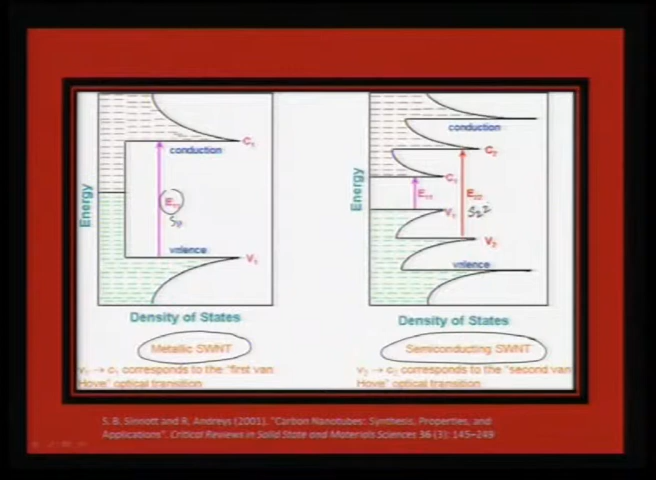 C₁
conduction
Energy
E₁₁
S₁₁
valence
V₁
Density of States
Metallic SWNT
v₁ → c₁ corresponds to the "first van
Hove" optical transition
conduction
C₂
C₁
Energy
E₁₁
E₂₂
S₂₂
V₁
V₂
valence
Density of States
Semiconducting SWNT
v₂ → c₂ corresponds to the "second van
Hove" optical transition
S. B. Sinnott and R. Andreys (2001). "Carbon Nanotubes: Synthesis, Properties, and
Applications". Critical Reviews in Solid State and Materials Sciences 36 (3): 145–249